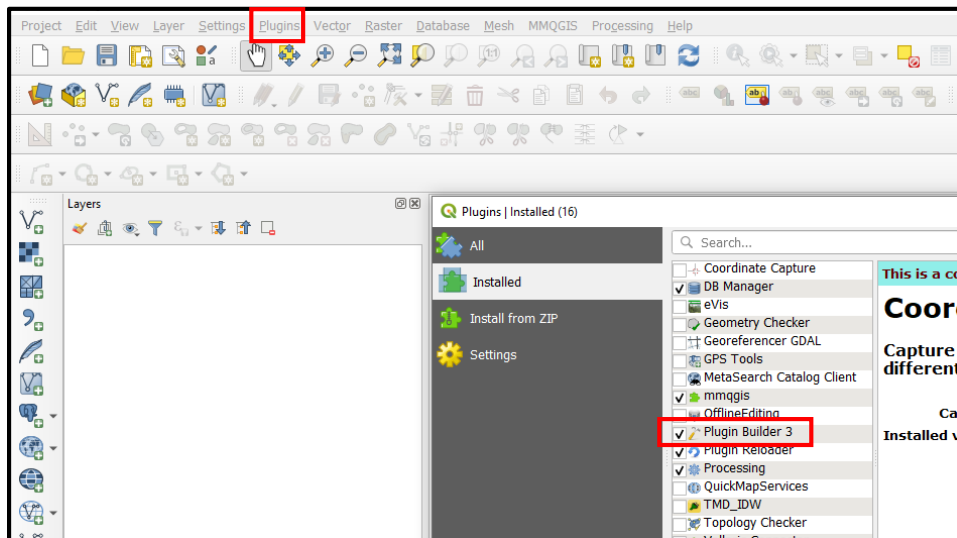 Project Edit View Layer Settings Plugins Vector Raster Database Mesh MMQGIS Processing Help
Layers
Plugins | Installed (16)
All
Installed
Install from ZIP
Settings
Search...
Coordinate Capture
DB Manager
eVis
Geometry Checker
Georeferencer GDAL
GPS Tools
MetaSearch Catalog Client
mmqgis
OfflineEditing
Plugin Builder 3
Plugin Reloader
Processing
QuickMapServices
TMD_IDW
Topology Checker
This is a co
Coor
Capture
different
Ca
Installed v